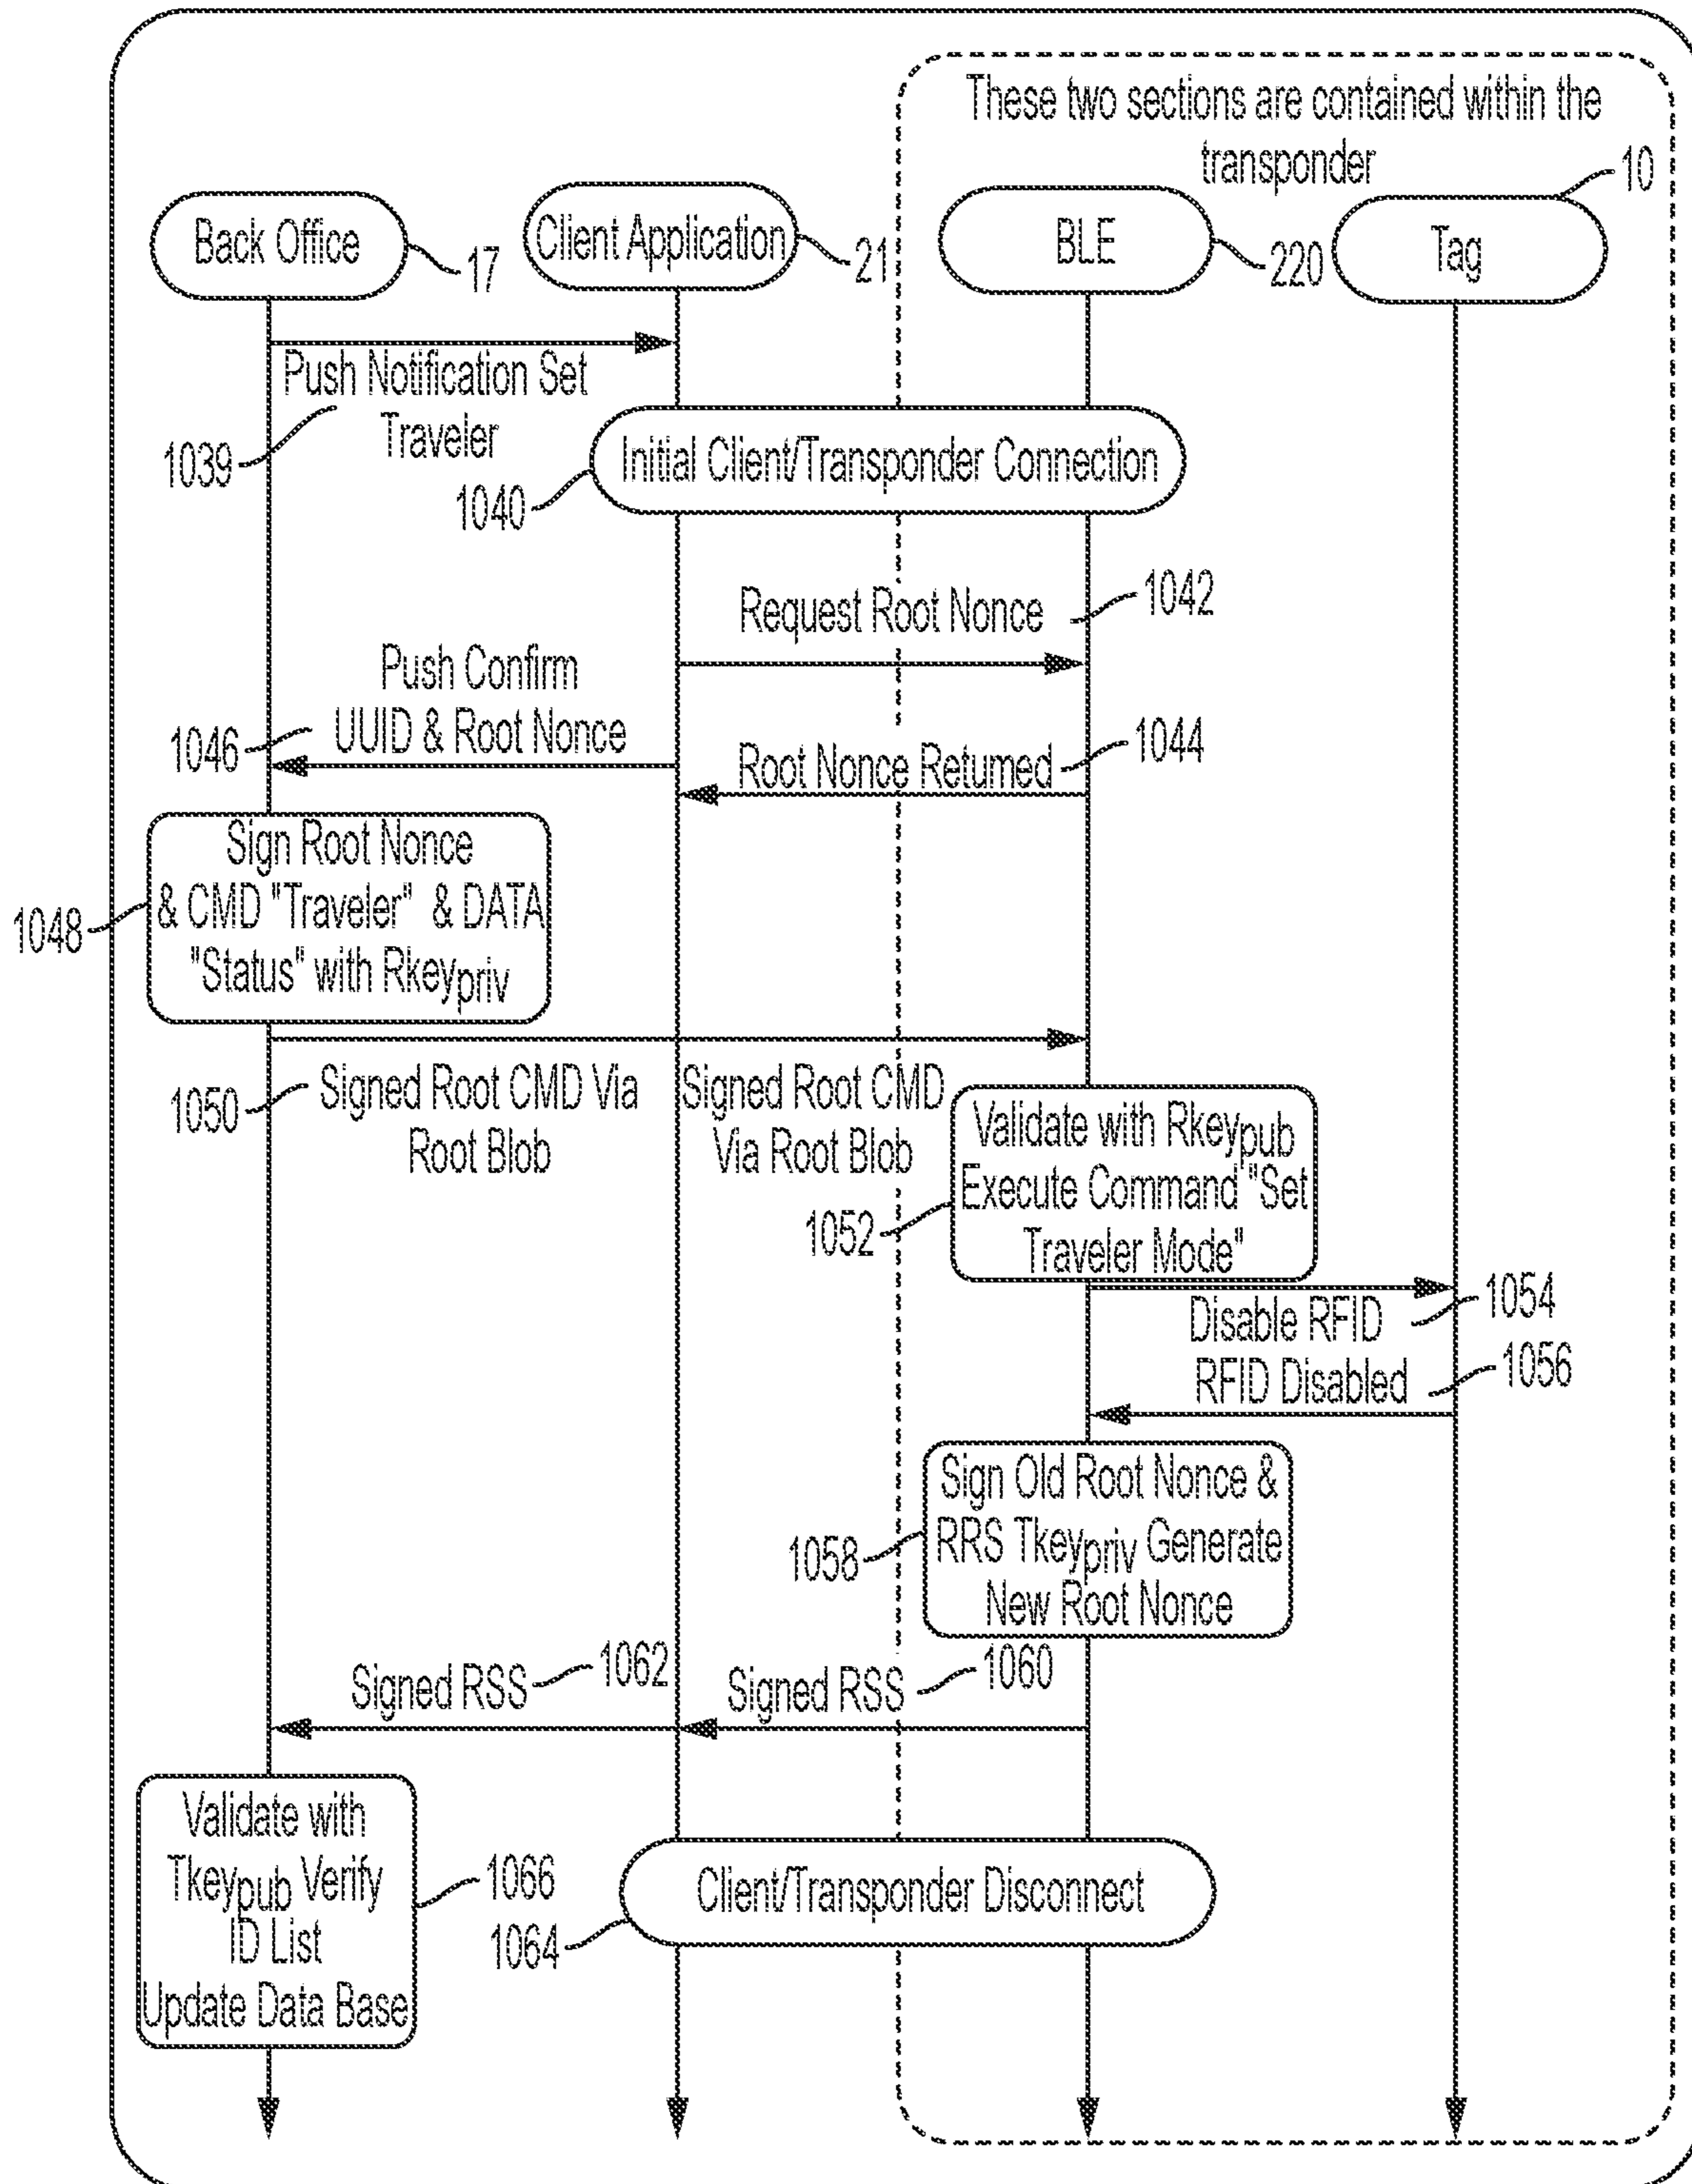 These two sections are contained within the
transponder
10
Back Office
17
Client Application
21
BLE
220
Tag
Push Notification Set
Traveler
1039
Initial Client/Transponder Connection
1040
Request Root Nonce
1042
Push Confirm
UUID & Root Nonce
1046
Root Nonce Returned
1044
Sign Root Nonce
& CMD "Traveler" & DATA
"Status" with Rkeypriv
1048
Signed Root CMD Via
Root Blob
1050
Signed Root CMD
Via Root Blob
Validate with Rkeypub
Execute Command "Set
Traveler Mode"
1052
Disable RFID
1054
RFID Disabled
1056
Sign Old Root Nonce &
RRS Tkeypriv Generate
New Root Nonce
1058
Signed RSS
1062
Signed RSS
1060
Validate with
Tkeypub Verify
ID List
Update Data Base
1066
Client/Transponder Disconnect
1064